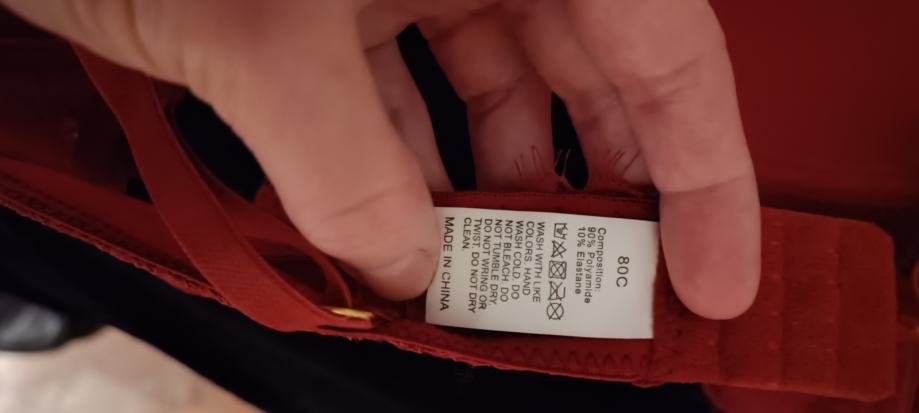 80C
Composition:
90% Polyamide
10% Elastane
WASH WITH LIKE
COLORS. HAND
WASH COLD. DO
NOT BLEACH. DO
NOT TUMBLE DRY.
DO NOT WRING OR
TWIST. DO NOT DRY
CLEAN.
MADE IN CHINA